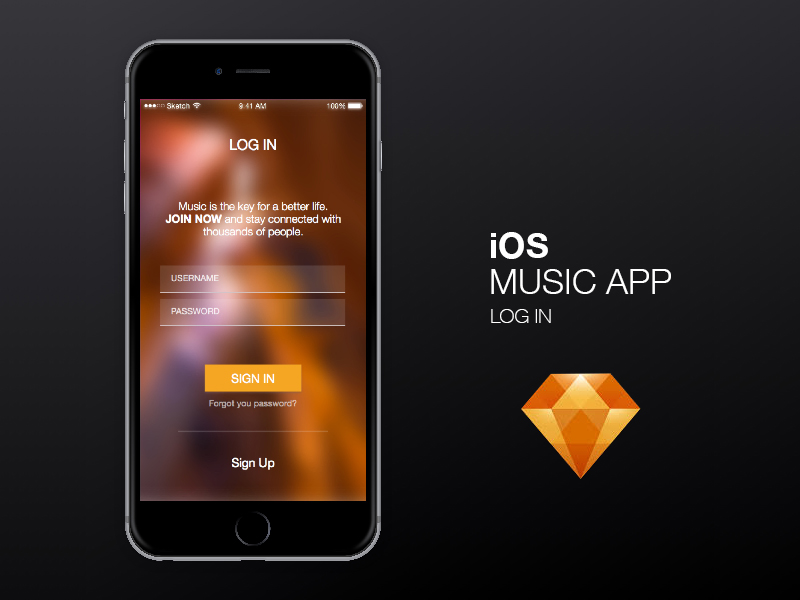 Sketch
9:41 AM
100%
LOG IN
Music is the key for a better life.
JOIN NOW and stay connected with
thousands of people.
USERNAME
PASSWORD
SIGN IN
Forgot you password?
Sign Up
iOS
MUSIC APP
LOG IN